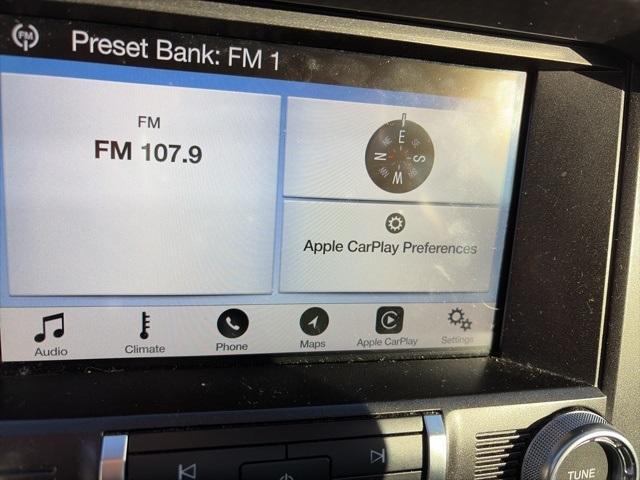 FM
Preset Bank: FM 1
FM
FM 107.9
E
N
S
W
Apple CarPlay Preferences
Audio
Climate
Phone
Maps
Apple CarPlay
Settings
TUNE